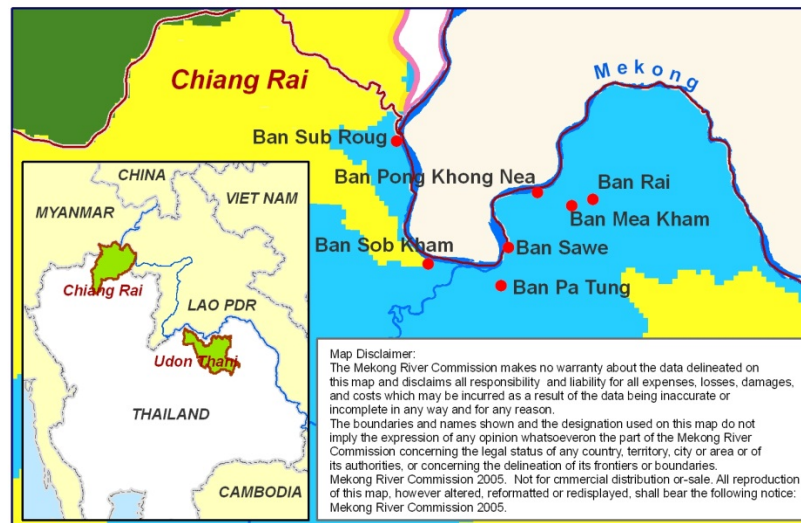 Chiang Rai
Mekong
Ban Sub Roug
Ban Pong Khong Nea
Ban Rai
Ban Mea Kham
Ban Sob Kham
Ban Sawe
Ban Pa Tung
CHINA
VIET NAM
MYANMAR
Chiang Rai
LAO PDR
Udon Thani
THAILAND
CAMBODIA
Map Disclaimer:
The Mekong River Commission makes no warranty about the data delineated on
this map and disclaims all responsibility and liability for all expenses, losses, damages,
and costs which may be incurred as a result of the data being inaccurate or
incomplete in any way and for any reason.
The boundaries and names shown and the designation used on this map do not
imply the expression of any opinion whatsoeveron the part of the Mekong River
Commission concerning the legal status of any country, territory, city or area or of
its authorities, or concerning the delineation of its frontiers or boundaries.
Mekong River Commission 2005. Not for cmmercial distribution or-sale. All reproduction
of this map, however altered, reformatted or redisplayed, shall bear the following notice:
Mekong River Commission 2005.